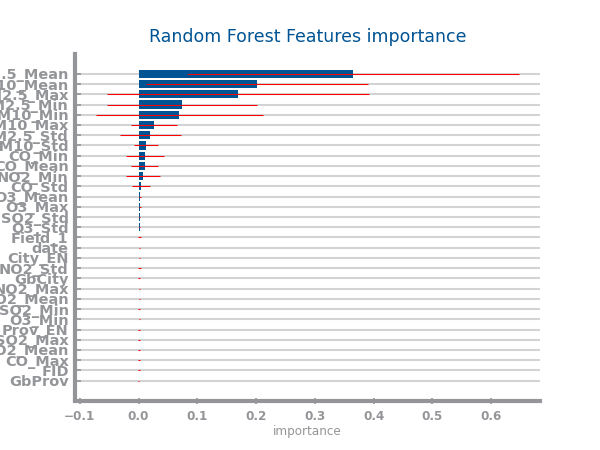 Random Forest Features importance
.5_Mean
10_Mean
2.5_Max
2.5_Min
M10_Min
M10_Max
M2.5_Std
M10_Std
CO_Min
CO_Mean
NO2_Min
CO_Std
O3_Mean
O3_Max
SO2_Std
O3_Std
Field_1
date
City_EN
NO2_Std
GbCity
NO2_Max
O2_Mean
SO2_Min
O3_Min
Prov_EN
SO2_Max
O2_Mean
CO_Max
FID
GbProv
−0.1 0.0 0.1 0.2 0.3 0.4 0.5 0.6
importance